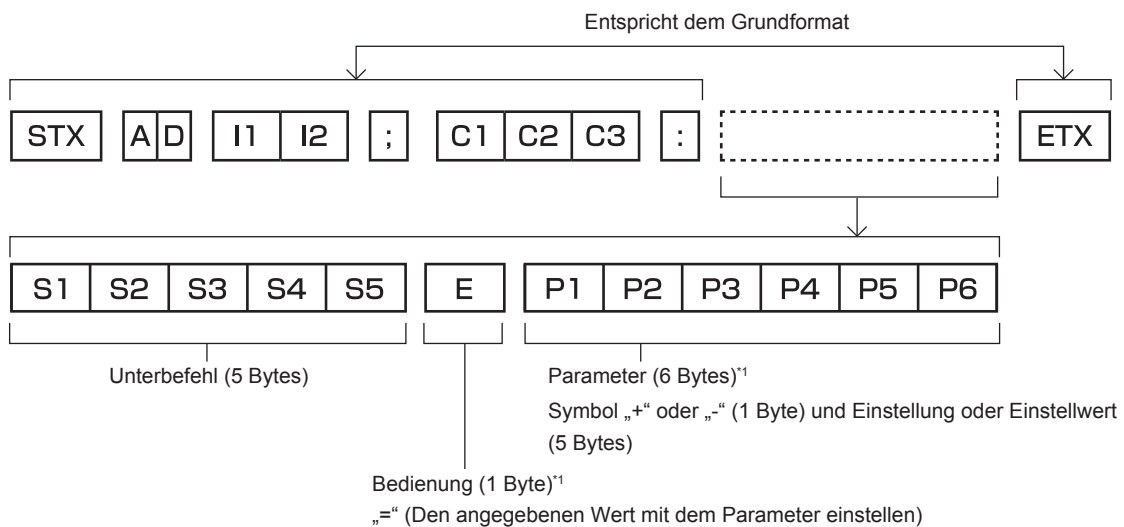 Entspricht dem Grundformat
STX A D I1 I2 ; C1 C2 C3 : ETX
S1 S2 S3 S4 S5 E P1 P2 P3 P4 P5 P6
Unterbefehl (5 Bytes)
Parameter (6 Bytes)*1
Symbol „+“ oder „-“ (1 Byte) und Einstellung oder Einstellwert
(5 Bytes)
Bedienung (1 Byte)*1
„=“ (Den angegebenen Wert mit dem Parameter einstellen)